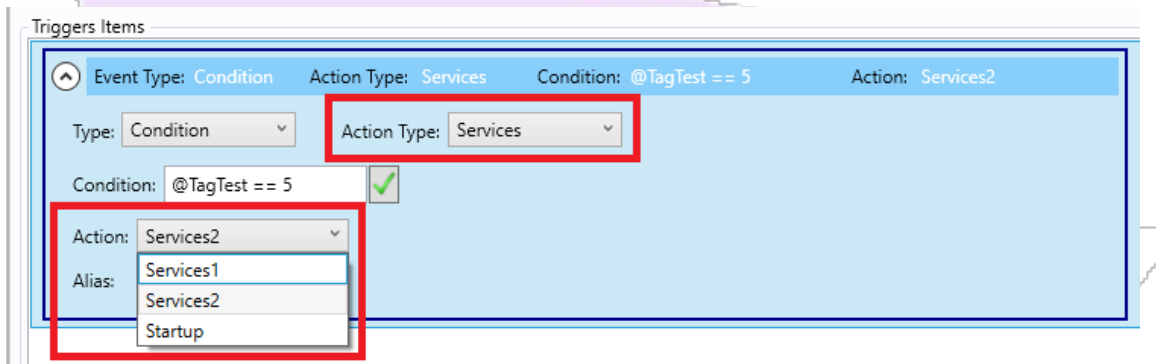 Triggers Items
Event Type: Condition Action Type: Services Condition: @TagTest == 5 Action: Services2
Type: Condition Action Type: Services
Condition: @TagTest == 5
Action: Services2
Services1
Alias:
Services2
Startup